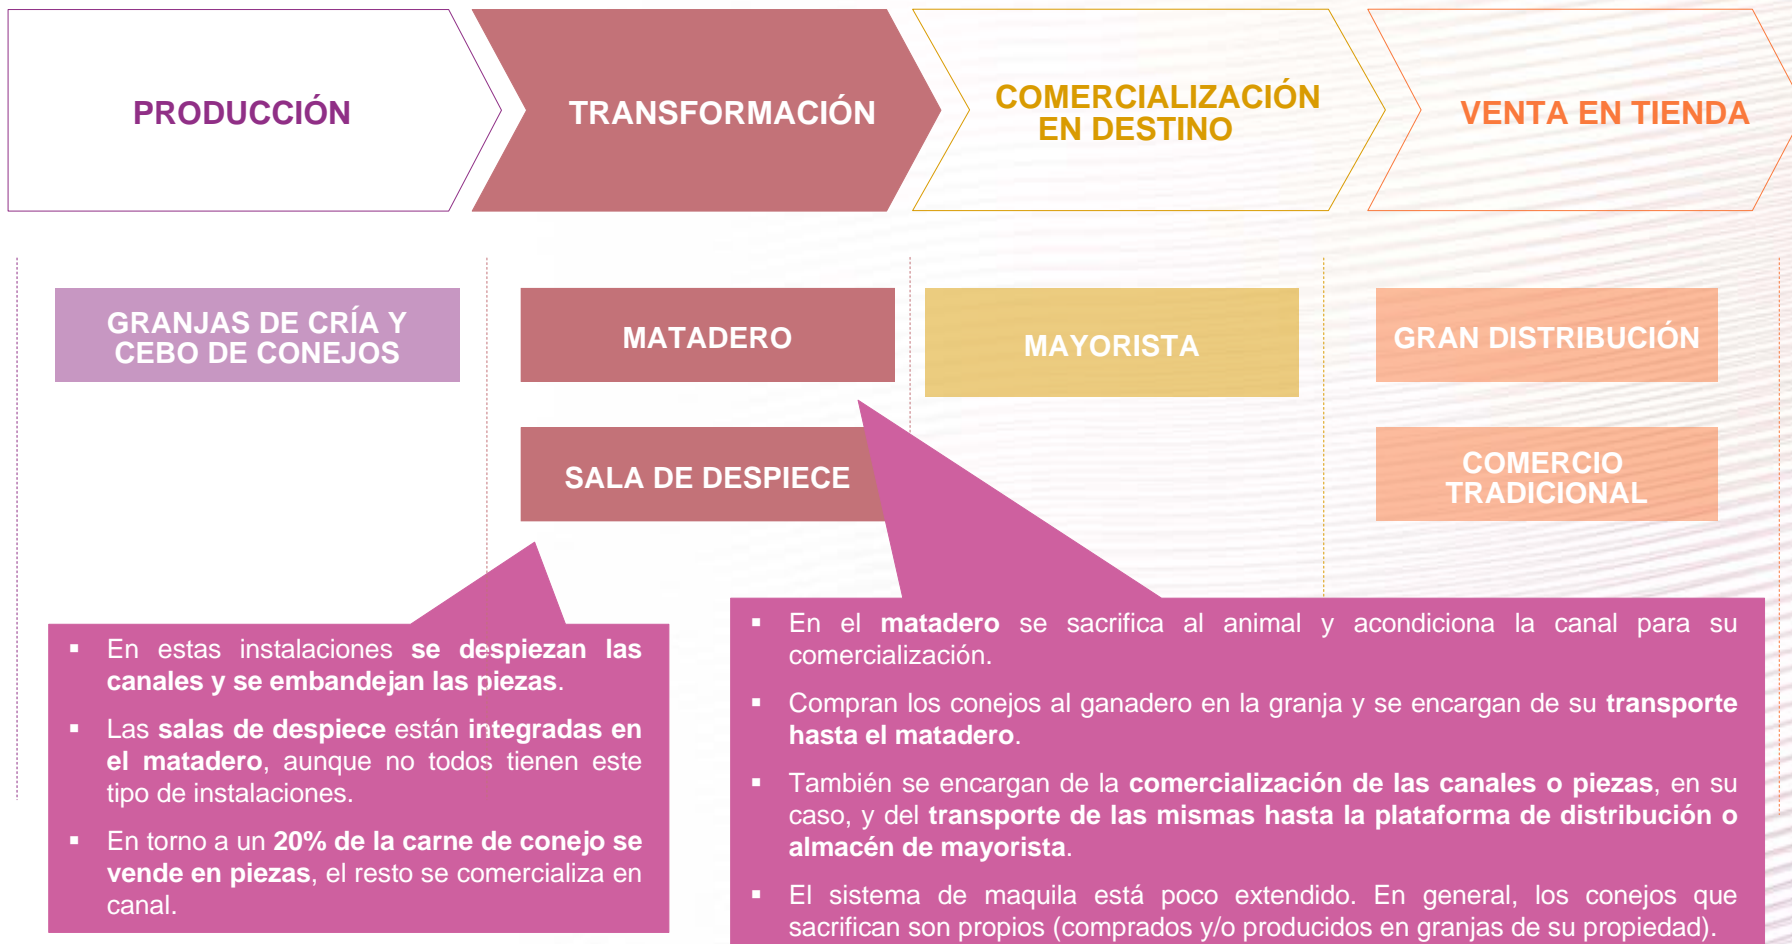 PRODUCCIÓN
TRANSFORMACIÓN
COMERCIALIZACIÓN
EN DESTINO
VENTA EN TIENDA
GRANJAS DE CRÍA Y
CEBO DE CONEJOS
MATADERO
MAYORISTA
GRAN DISTRIBUCIÓN
SALA DE DESPIECE
COMERCIO
TRADICIONAL
▪ En estas instalaciones se despiezan las
canales y se embandejan las piezas.
▪ Las salas de despiece están integradas en
el matadero, aunque no todos tienen este
tipo de instalaciones.
▪ En torno a un 20% de la carne de conejo se
vende en piezas, el resto se comercializa en
canal.
▪ En el matadero se sacrifica al animal y acondiciona la canal para su
comercialización.
▪ Compran los conejos al ganadero en la granja y se encargan de su transporte
hasta el matadero.
▪ También se encargan de la comercialización de las canales o piezas, en su
caso, y del transporte de las mismas hasta la plataforma de distribución o
almacén de mayorista.
▪ El sistema de maquila está poco extendido. En general, los conejos que
sacrifican son propios (comprados y/o producidos en granjas de su propiedad).